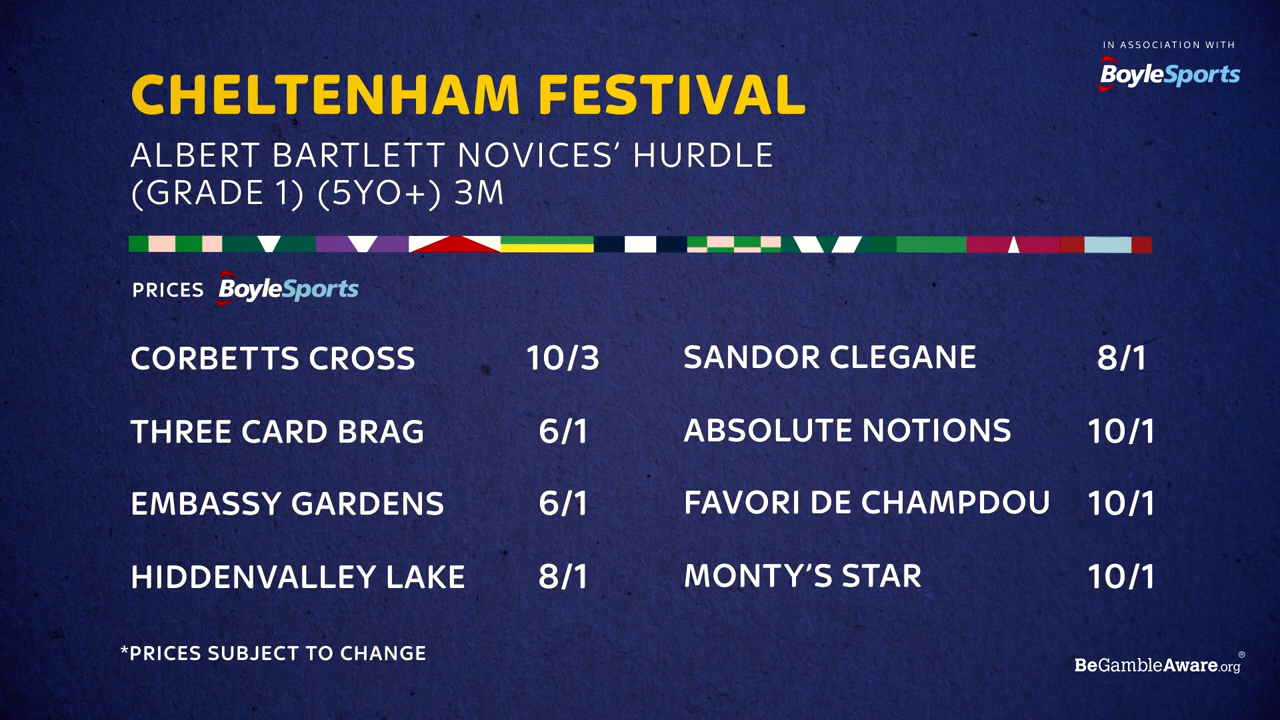 IN ASSOCIATION WITH
BoyleSports
CHELTENHAM FESTIVAL
ALBERT BARTLETT NOVICES' HURDLE
(GRADE 1) (5YO+) 3M
PRICES BoyleSports
CORBETTS CROSS 10/3 SANDOR CLEGANE 8/1
THREE CARD BRAG 6/1 ABSOLUTE NOTIONS 10/1
EMBASSY GARDENS 6/1 FAVORI DE CHAMPDOU 10/1
HIDDENVALLEY LAKE 8/1 MONTY'S STAR 10/1
*PRICES SUBJECT TO CHANGE
BeGambleAware.org®